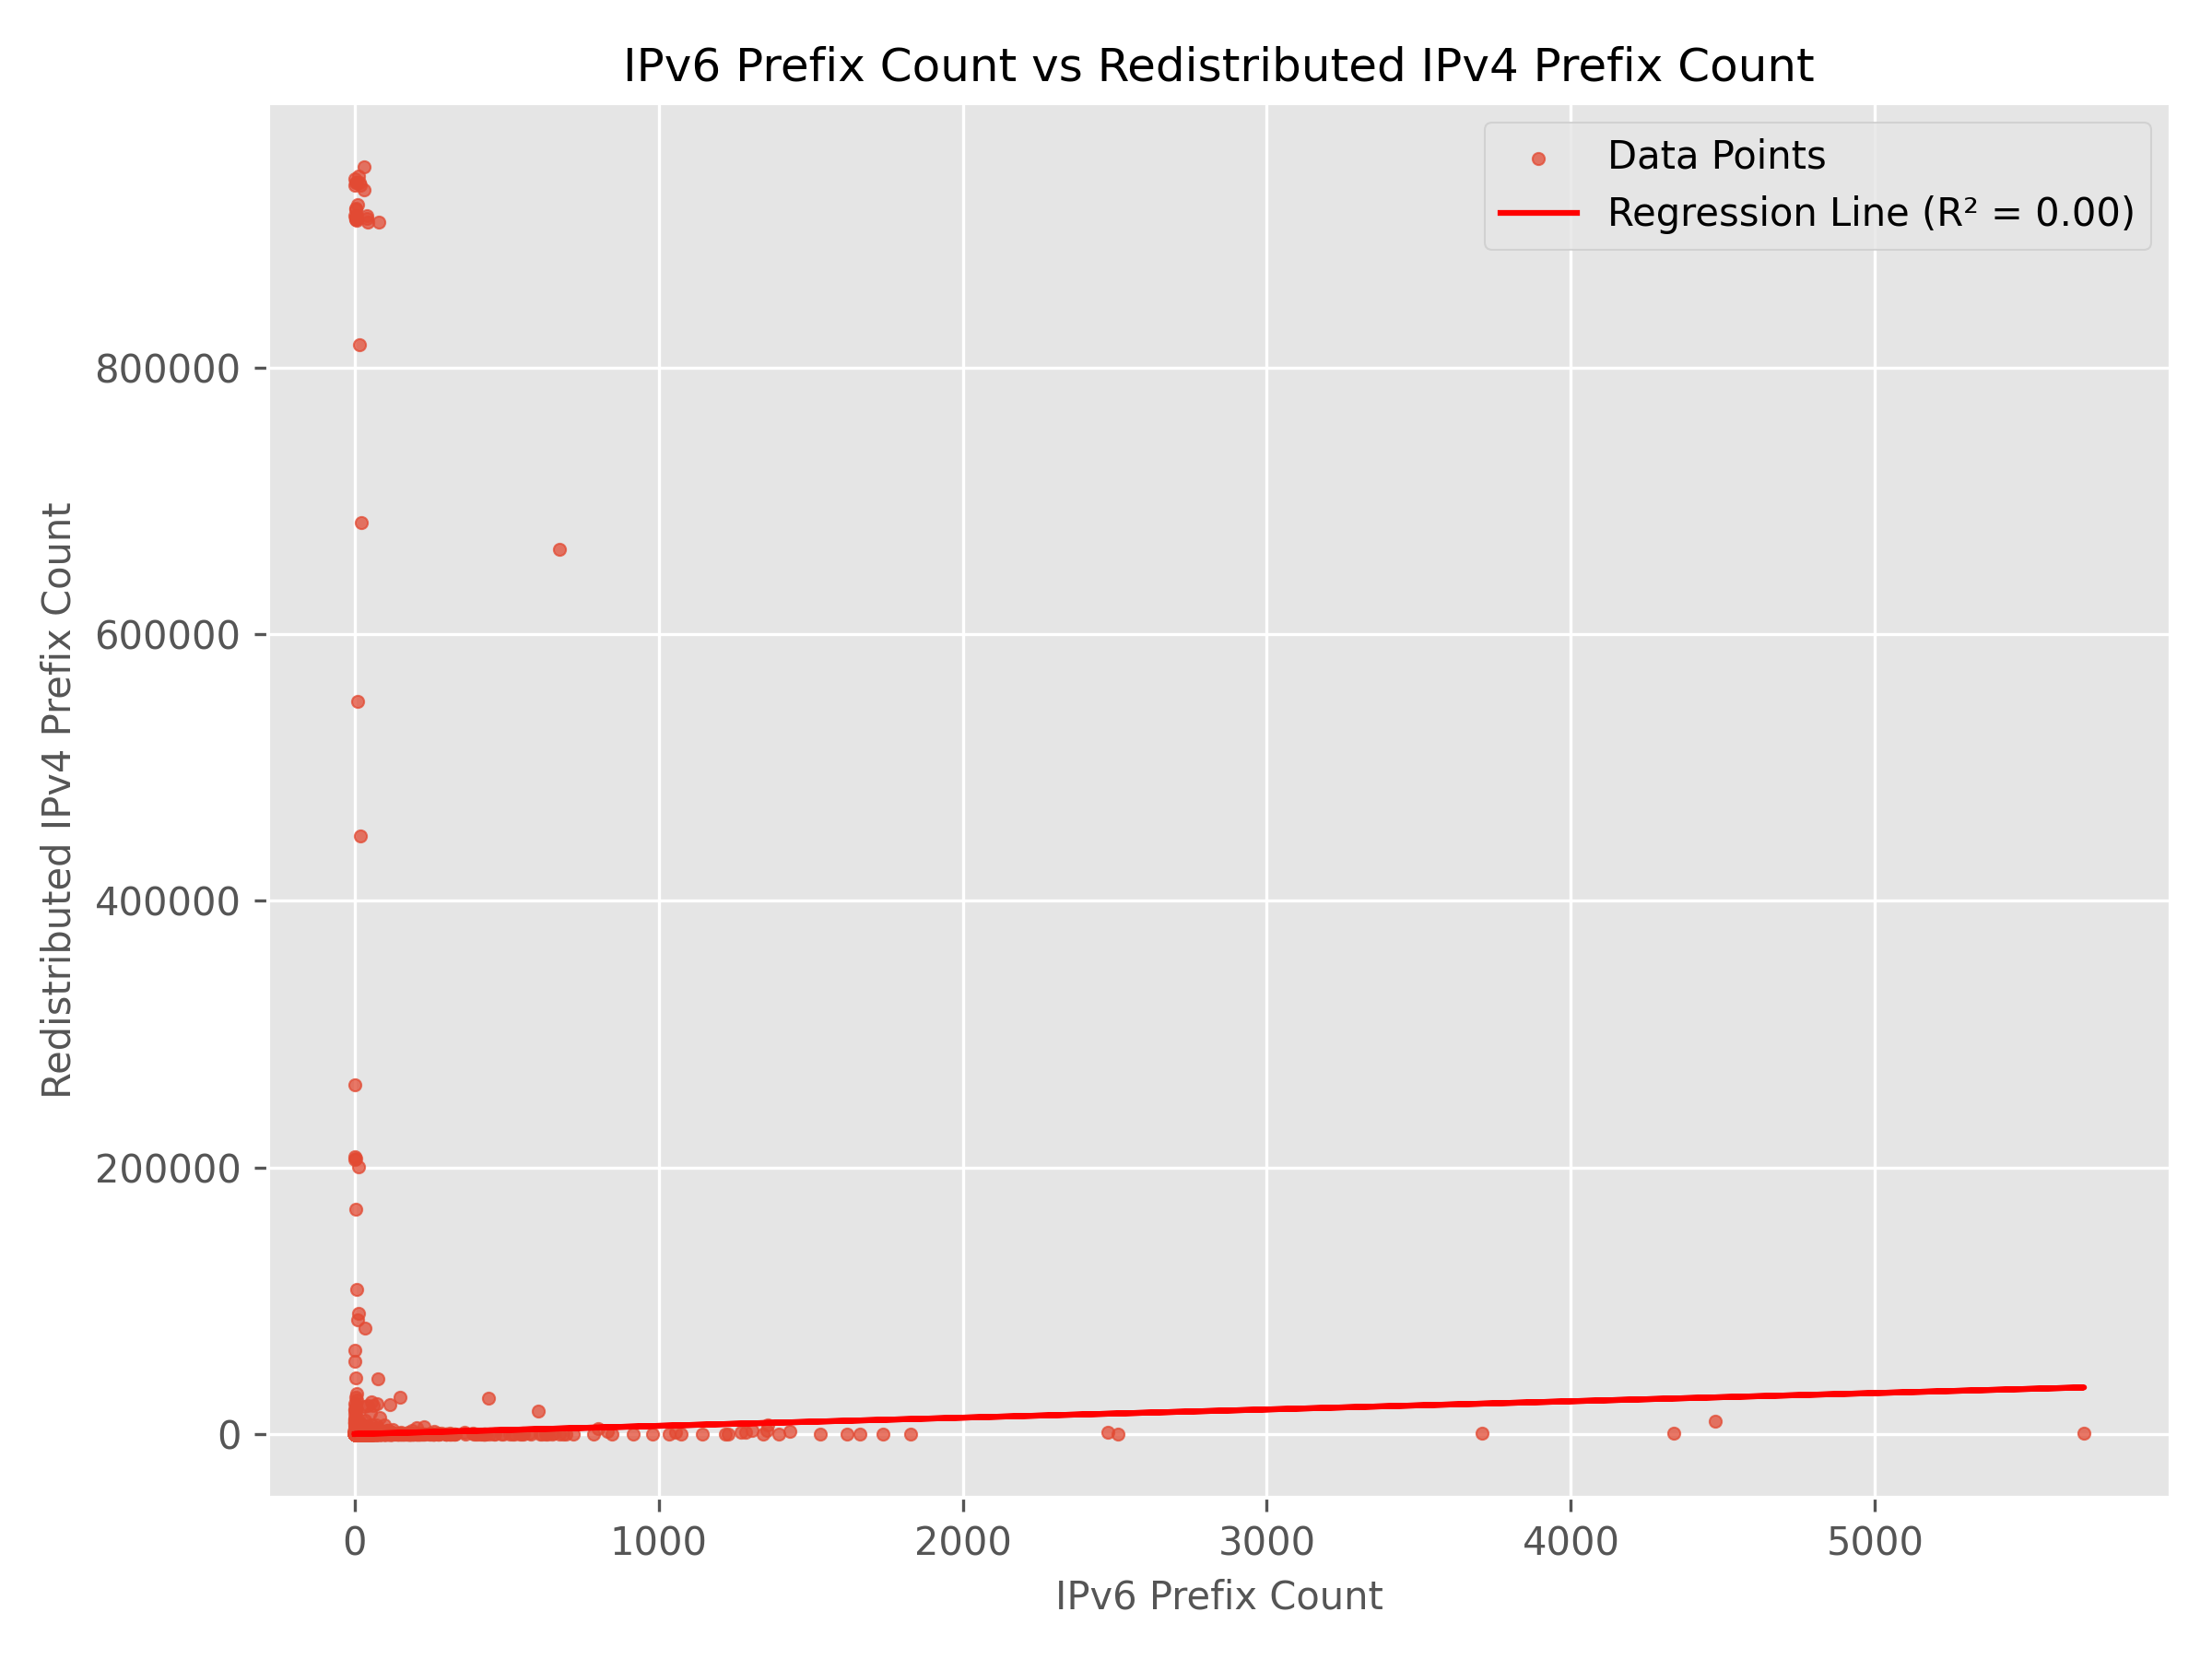 IPv6 Prefix Count vs Redistributed IPv4 Prefix Count
Data Points
Regression Line (R² = 0.00)
Redistributed IPv4 Prefix Count
800000
600000
400000
200000
0
0 1000 2000 3000 4000 5000
IPv6 Prefix Count